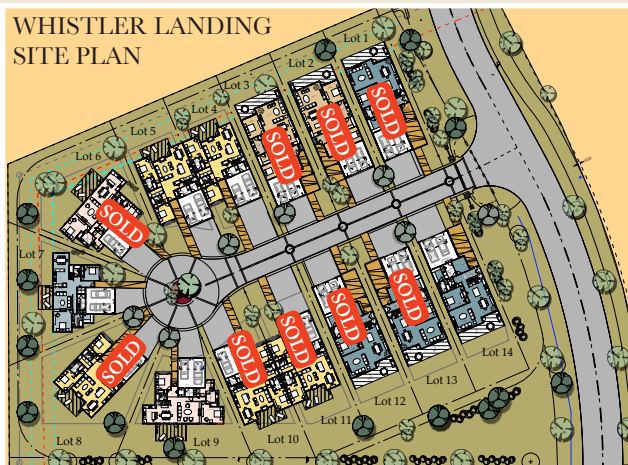 WHISTLER LANDING
SITE PLAN
Lot 1
Lot 2
Lot 3
Lot 4
Lot 5
Lot 6
Lot 7
SOLD
SOLD
SOLD
SOLD
SOLD
SOLD
SOLD
SOLD
SOLD
Lot 8
Lot 9
Lot 10
Lot 11
Lot 12
Lot 13
Lot 14